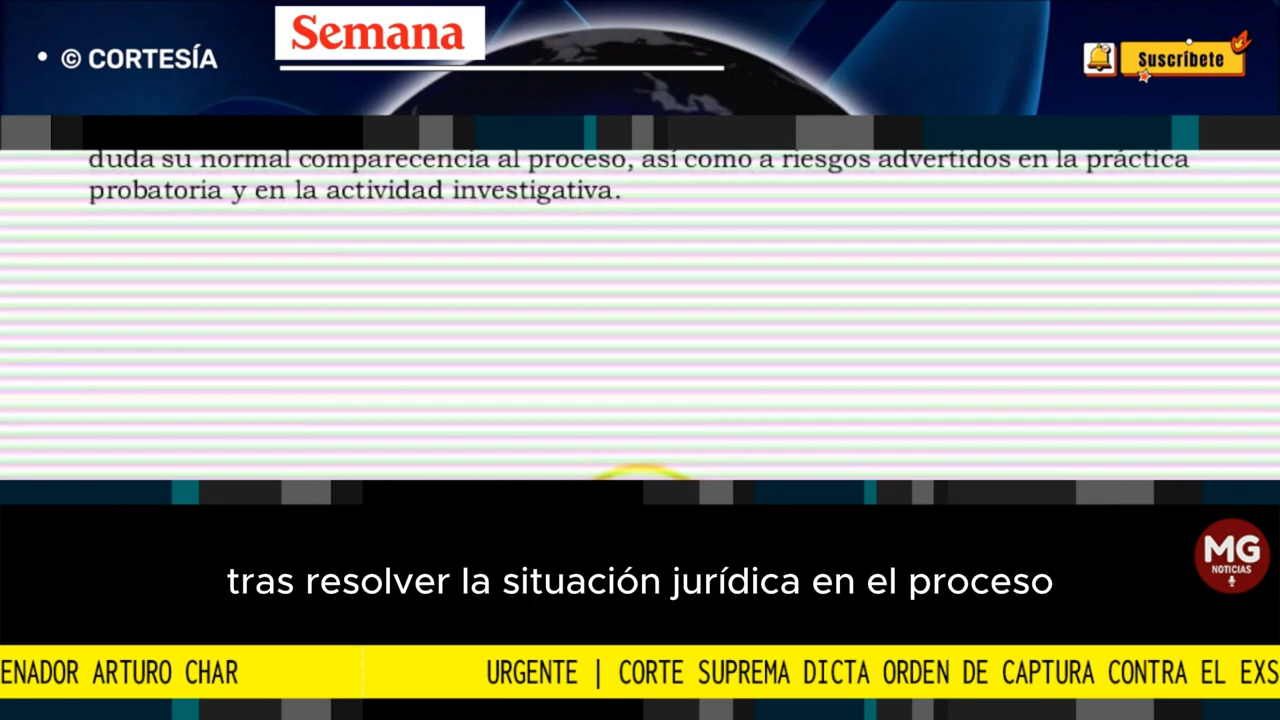 © CORTESÍA
Semana
Suscríbete
duda su normal comparecencia al proceso, así como a riesgos advertidos en la práctica
probatoria y en la actividad investigativa.
MG
NOTICIAS
tras resolver la situación jurídica en el proceso
ENADOR ARTURO CHAR
URGENTE | CORTE SUPREMA DICTA ORDEN DE CAPTURA CONTRA EL EXS